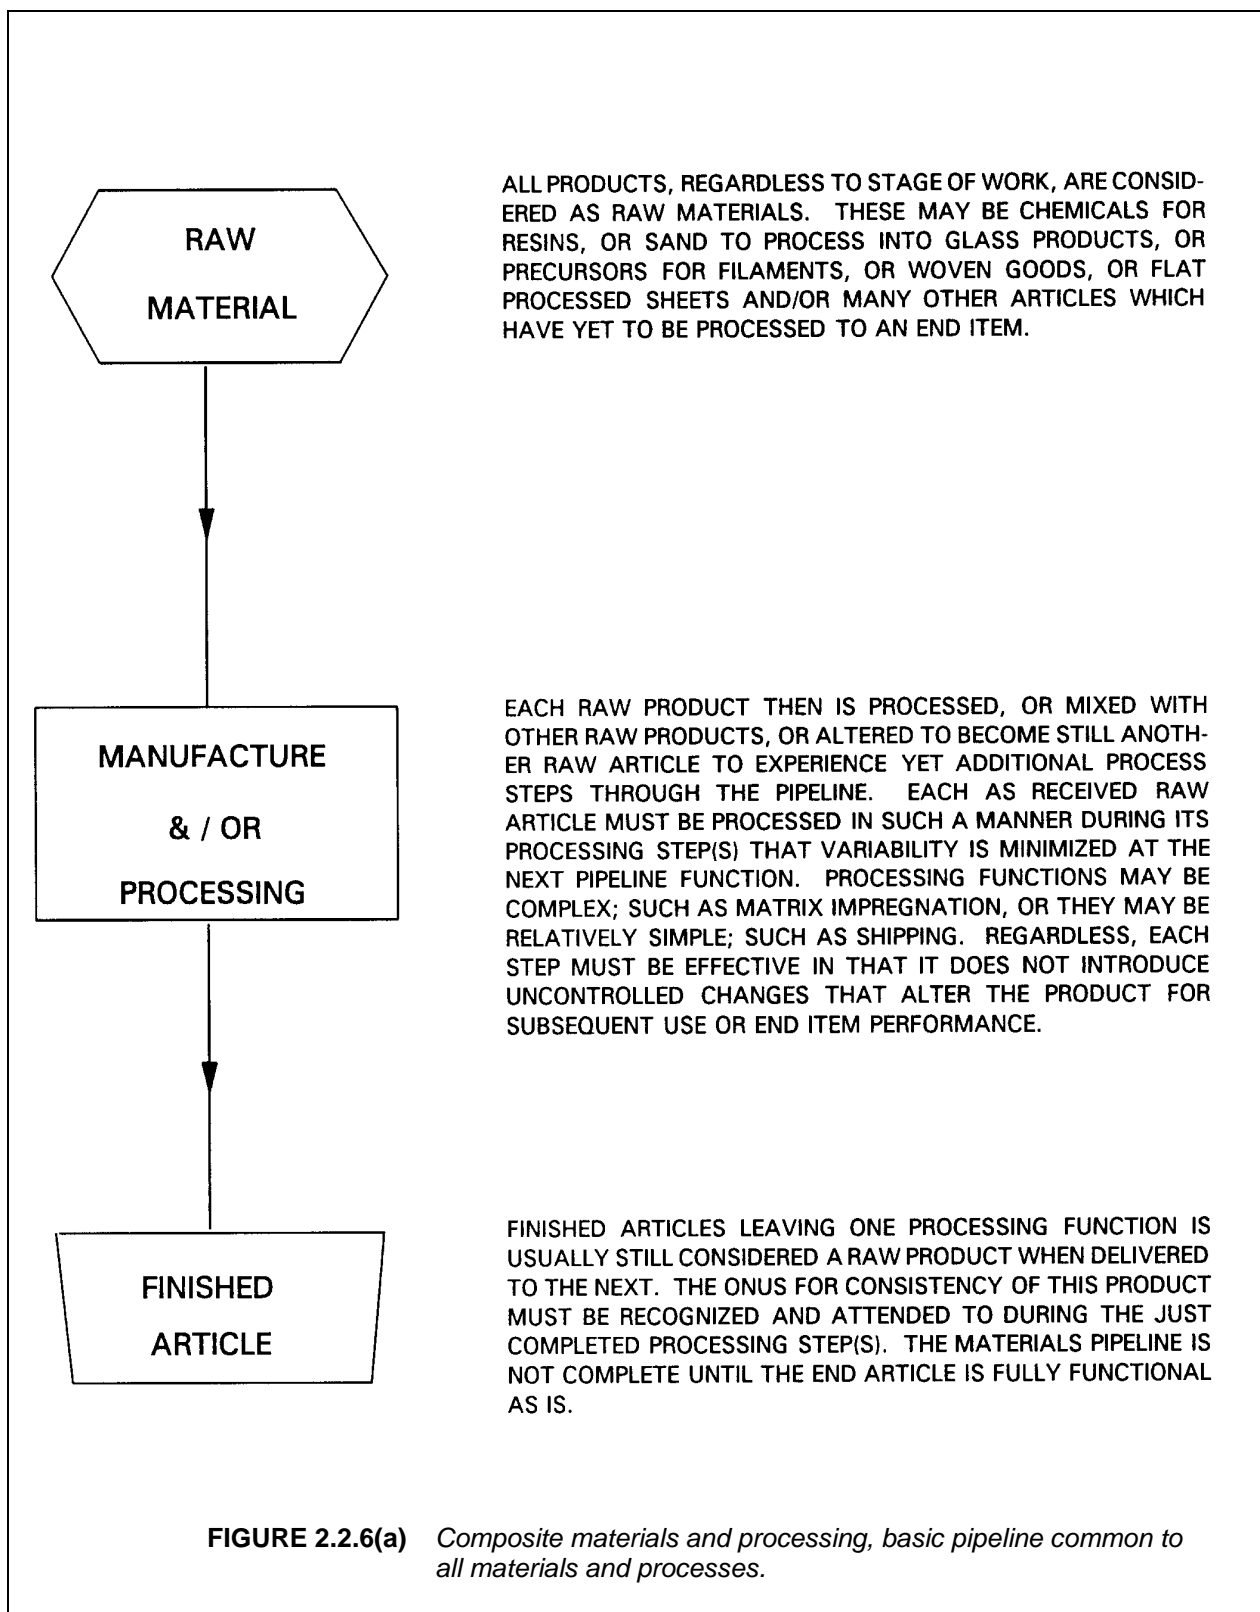 RAW
MATERIAL
ALL PRODUCTS, REGARDLESS TO STAGE OF WORK, ARE CONSID-
ERED AS RAW MATERIALS. THESE MAY BE CHEMICALS FOR
RESINS, OR SAND TO PROCESS INTO GLASS PRODUCTS, OR
PRECURSORS FOR FILAMENTS, OR WOVEN GOODS, OR FLAT
PROCESSED SHEETS AND/OR MANY OTHER ARTICLES WHICH
HAVE YET TO BE PROCESSED TO AN END ITEM.
MANUFACTURE
& / OR
PROCESSING
EACH RAW PRODUCT THEN IS PROCESSED, OR MIXED WITH
OTHER RAW PRODUCTS, OR ALTERED TO BECOME STILL ANOTH-
ER RAW ARTICLE TO EXPERIENCE YET ADDITIONAL PROCESS
STEPS THROUGH THE PIPELINE. EACH AS RECEIVED RAW
ARTICLE MUST BE PROCESSED IN SUCH A MANNER DURING ITS
PROCESSING STEP(S) THAT VARIABILITY IS MINIMIZED AT THE
NEXT PIPELINE FUNCTION. PROCESSING FUNCTIONS MAY BE
COMPLEX; SUCH AS MATRIX IMPREGNATION, OR THEY MAY BE
RELATIVELY SIMPLE; SUCH AS SHIPPING. REGARDLESS, EACH
STEP MUST BE EFFECTIVE IN THAT IT DOES NOT INTRODUCE
UNCONTROLLED CHANGES THAT ALTER THE PRODUCT FOR
SUBSEQUENT USE OR END ITEM PERFORMANCE.
FINISHED
ARTICLE
FINISHED ARTICLES LEAVING ONE PROCESSING FUNCTION IS
USUALLY STILL CONSIDERED A RAW PRODUCT WHEN DELIVERED
TO THE NEXT. THE ONUS FOR CONSISTENCY OF THIS PRODUCT
MUST BE RECOGNIZED AND ATTENDED TO DURING THE JUST
COMPLETED PROCESSING STEP(S). THE MATERIALS PIPELINE IS
NOT COMPLETE UNTIL THE END ARTICLE IS FULLY FUNCTIONAL
AS IS.
FIGURE 2.2.6(a) Composite materials and processing, basic pipeline common to
all materials and processes.